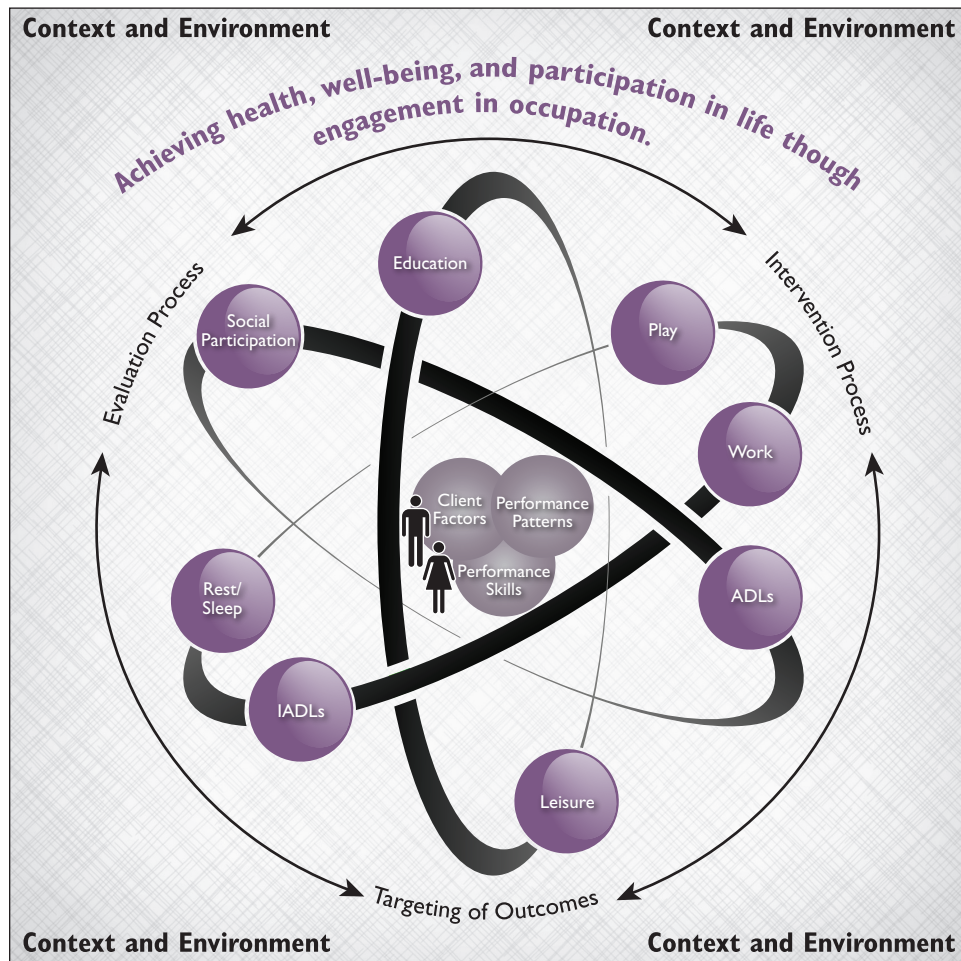 Context and Environment
Context and Environment
Achieving health, well-being, and participation in life though
engagement in occupation.
Evaluation Process
Intervention Process
Education
Social
Participation
Play
Work
Client
Factors
Performance
Patterns
Performance
Skills
Rest/
Sleep
ADLs
IADLs
Leisure
Targeting of Outcomes
Context and Environment
Context and Environment